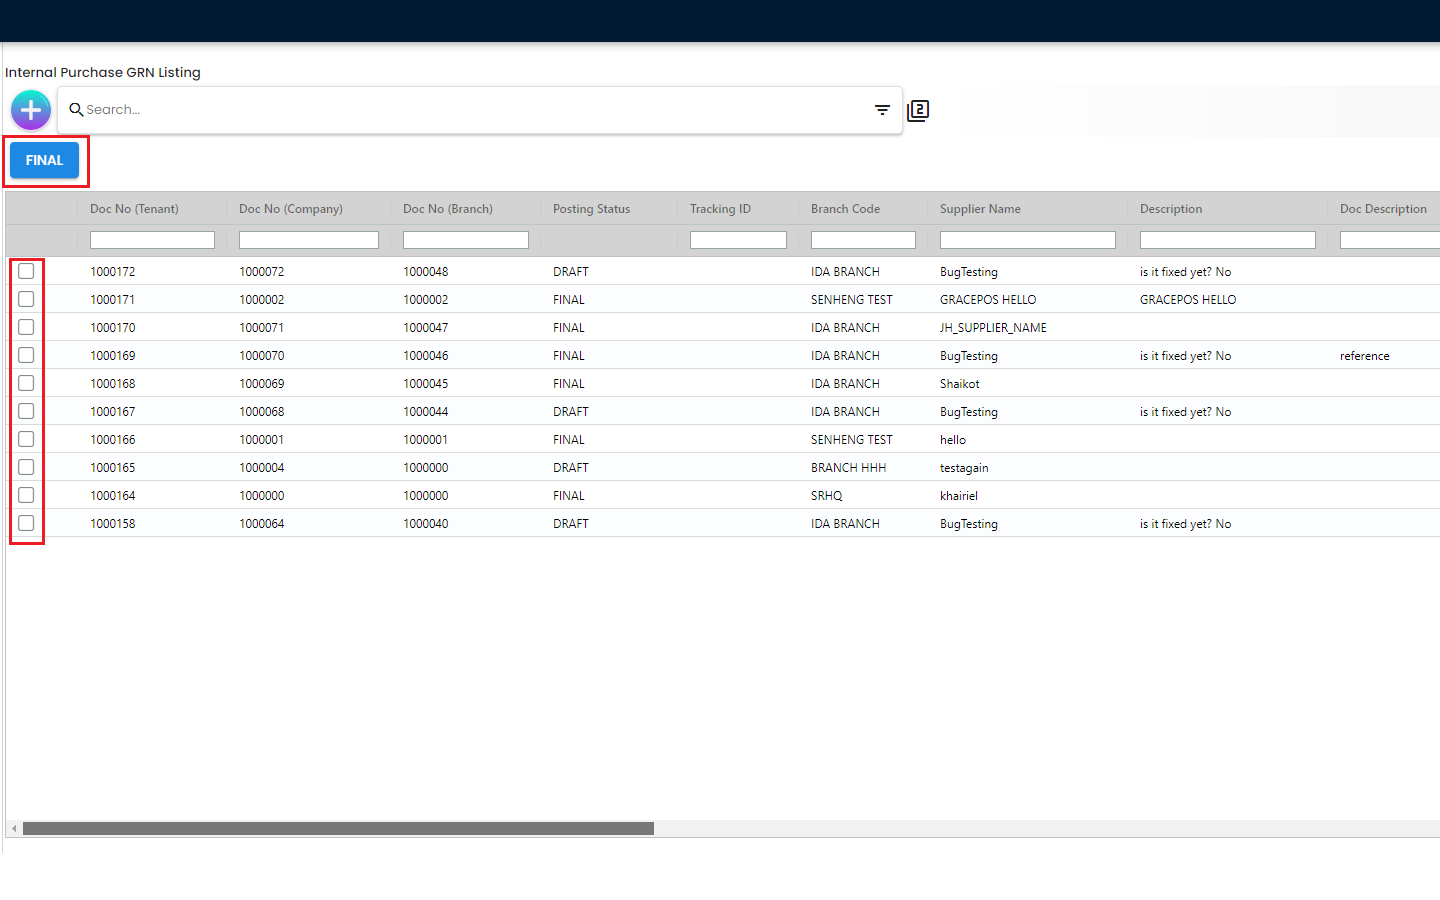 Internal Purchase GRN Listing
Search...
2
FINAL
Doc No (Tenant) Doc No (Company) Doc No (Branch) Posting Status Tracking ID Branch Code Supplier Name Description Doc Description
1000172 1000072 1000048 DRAFT IDA BRANCH BugTesting is it fixed yet? No
1000171 1000002 1000002 FINAL SENHENG TEST GRACEPOS HELLO GRACEPOS HELLO
1000170 1000071 1000047 FINAL IDA BRANCH JH_SUPPLIER_NAME
1000169 1000070 1000046 FINAL IDA BRANCH BugTesting is it fixed yet? No reference
1000168 1000069 1000045 FINAL IDA BRANCH Shaikot
1000167 1000068 1000044 DRAFT IDA BRANCH BugTesting is it fixed yet? No
1000166 1000001 1000001 FINAL SENHENG TEST hello
1000165 1000004 1000000 DRAFT BRANCH HHH testagain
1000164 1000000 1000000 FINAL SRHQ khairiel
1000158 1000064 1000040 DRAFT IDA BRANCH BugTesting is it fixed yet? No